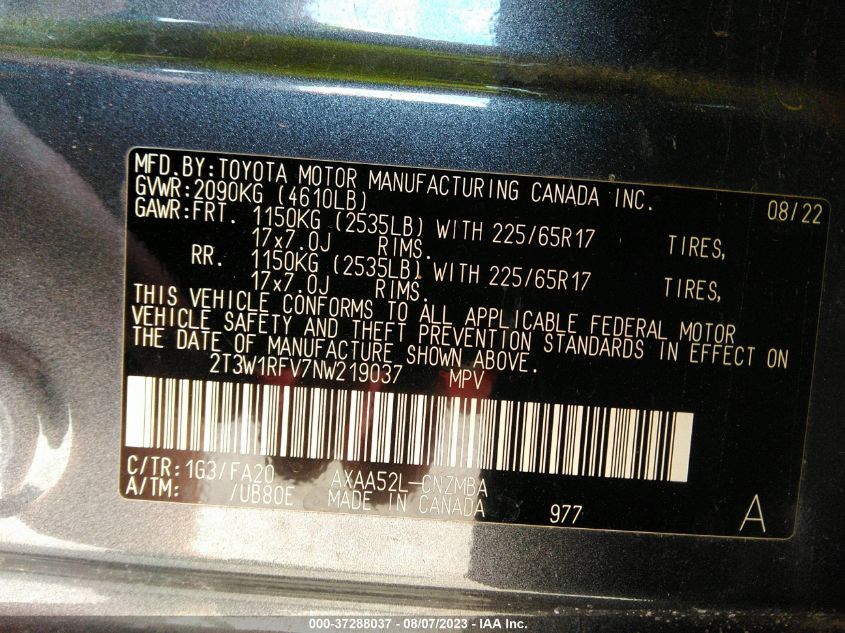 MFD.BY:TOYOTA MOTOR MANUFACTURING CANADA INC.
GVWR:2090KG (4610LB) 08/22
GAWR:FRT. 1150KG (2535LB) WITH 225/65R17 TIRES,
17x7.0J RIMS.
RR. 1150KG (2535LB) WITH 225/65R17 TIRES,
17x7.0J RIMS.
THIS VEHICLE CONFORMS TO ALL APPLICABLE FEDERAL MOTOR
VEHICLE SAFETY AND THEFT PREVENTION STANDARDS IN EFFECT ON
THE DATE OF MANUFACTURE SHOWN ABOVE.
2T3W1RFV7NW219037 MPV
C/TR:1G3/FA20 AXAA52L-CNZMBA
A/TM: /UB80E MADE IN CANADA 977 A
000-37288037 - 08/07/2023 - IAA Inc.